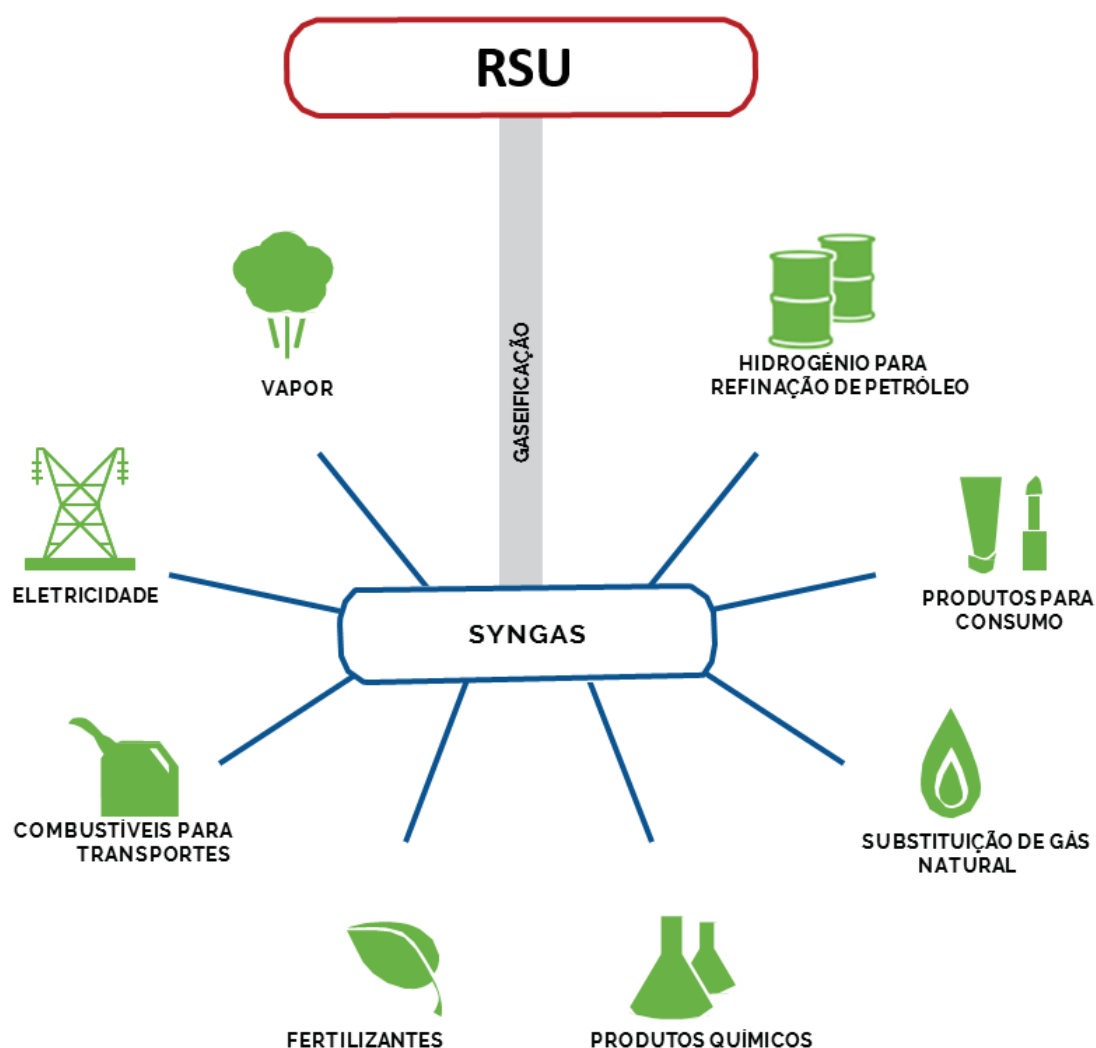 RSU
GASEIFICAÇÃO
VAPOR
HIDROGÉNIO PARA
REFINAÇÃO DE PETRÓLEO
ELETRICIDADE
SYNGAS
PRODUTOS PARA
CONSUMO
COMBUSTÍVEIS PARA
TRANSPORTES
SUBSTITUIÇÃO DE GÁS
NATURAL
FERTILIZANTES
PRODUTOS QUÍMICOS